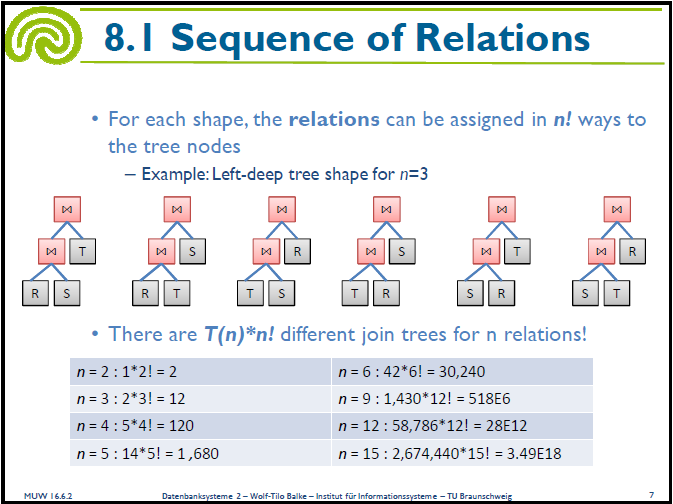 8.1 Sequence of Relations
• For each shape, the relations can be assigned in n! ways to
the tree nodes
– Example: Left-deep tree shape for n=3
⋈ ⋈ ⋈ ⋈ ⋈ ⋈
⋈ T ⋈ S ⋈ R ⋈ S ⋈ T ⋈ R
R S R T T S T R S R S T
• There are T(n)*n! different join trees for n relations!
n = 2 : 1*2! = 2 n = 6 : 42*6! = 30,240
n = 3 : 2*3! = 12 n = 9 : 1,430*12! = 518E6
n = 4 : 5*4! = 120 n = 12 : 58,786*12! = 28E12
n = 5 : 14*5! = 1 ,680 n = 15 : 2,674,440*15! = 3.49E18
MUW 16.6.2 Datenbanksysteme 2 – Wolf-Tilo Balke – Institut für Informationssysteme – TU Braunschweig 7